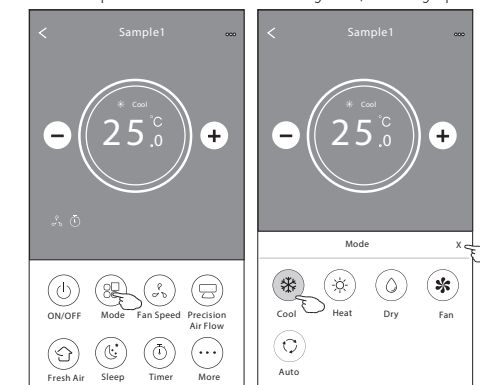 Sample1
Cool
25.0°C
ON/OFF
Mode
Fan Speed
Precision
Air Flow
Fresh Air
Sleep
Timer
More
Sample1
Cool
25.0°C
Mode
X
Cool
Heat
Dry
Fan
Auto